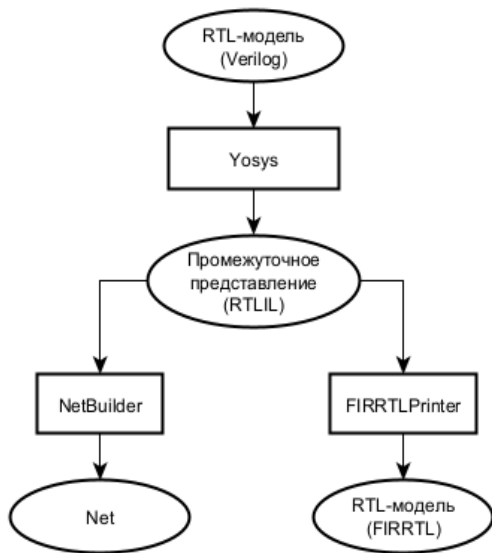 RTL-модель
(Verilog)
Yosys
Промежуточное
представление
(RTLIL)
NetBuilder
FIRRTLPrinter
Net
RTL-модель
(FIRRTL)